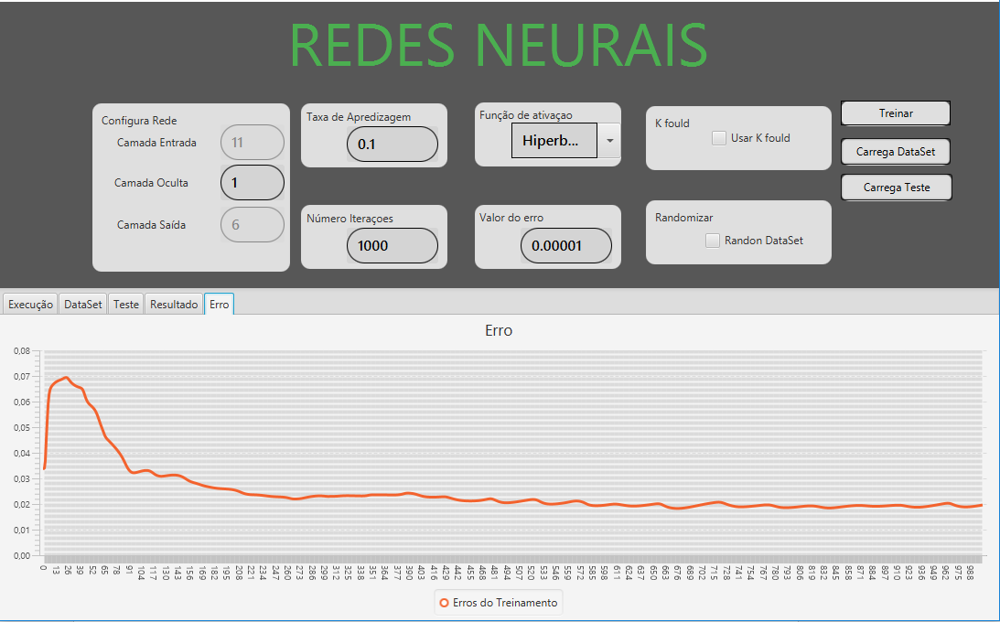 REDES NEURAIS
Configura Rede
Camada Entrada
11
Camada Oculta
1
Camada Saída
6
Taxa de Apredizagem
0.1
Função de ativaçao
Hiperb...
K fould
Usar K fould
Treinar
Carrega DataSet
Carrega Teste
Número Iteraçoes
1000
Valor do erro
0.00001
Randomizar
Randon DataSet
Execução DataSet Teste Resultado Erro
Erro
0,08
0,07
0,06
0,05
0,04
0,03
0,02
0,01
0,00
0 13 26 39 52 65 78 91 104 117 130 143 156 169 182 195 208 221 234 247 260 273 286 299 312 325 338 351 364 377 390 403 416 429 442 455 468 481 494 507 520 533 546 559 572 585 598 611 624 637 650 663 676 689 702 715 728 741 754 767 780 793 806 819 832 845 858 871 884 897 910 923 936 949 962 975 988
Erros do Treinamento